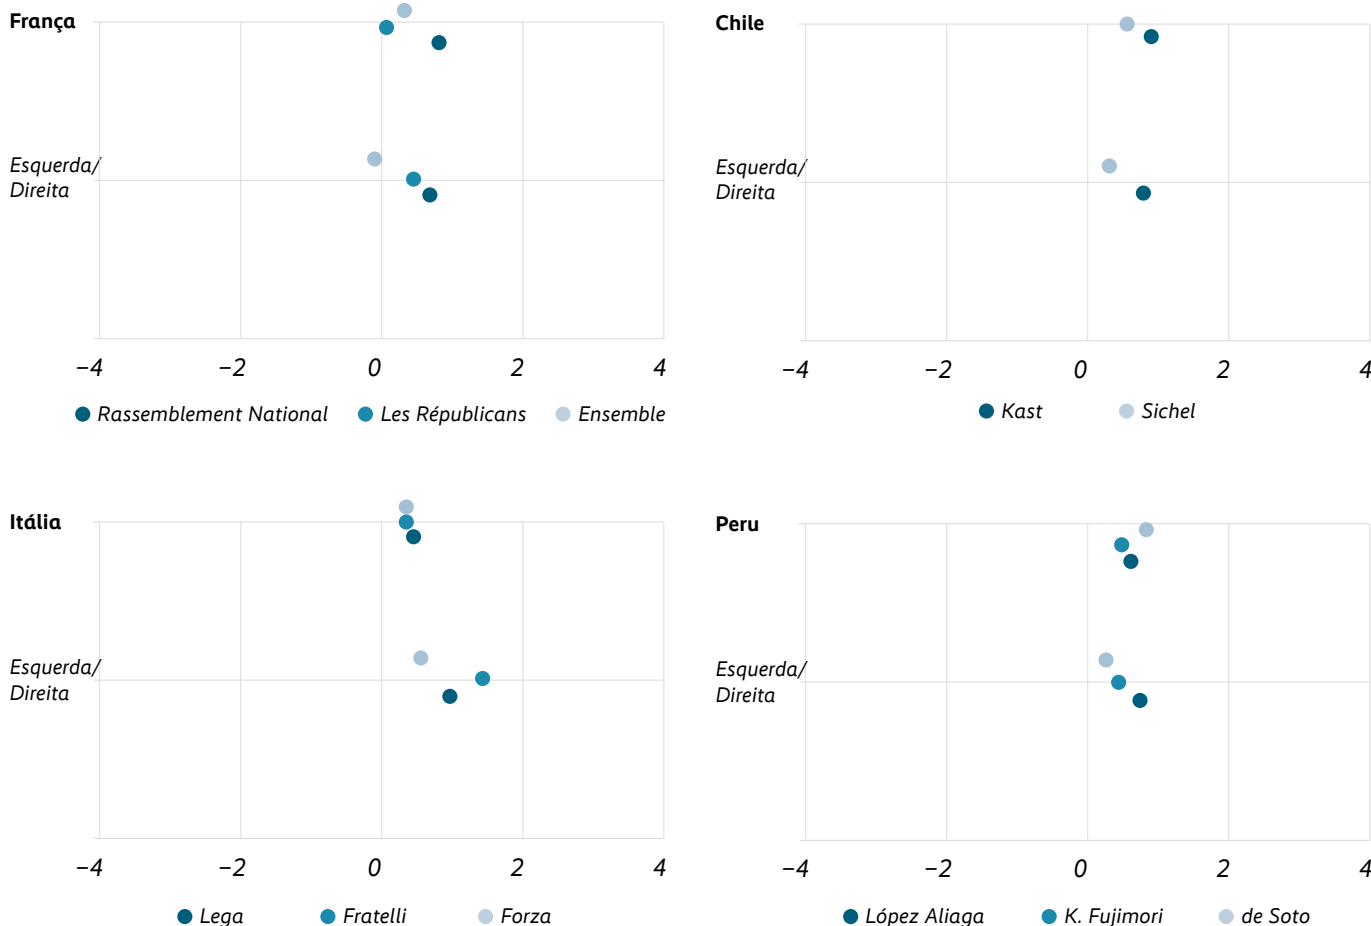 França
Esquerda/
Direita
−4 −2 0 2 4
Rassemblement National Les Républicans Ensemble
Chile
Esquerda/
Direita
−4 −2 0 2 4
Kast Sichel
Itália
Esquerda/
Direita
−4 −2 0 2 4
Lega Fratelli Forza
Peru
Esquerda/
Direita
−4 −2 0 2 4
López Aliaga K. Fujimori de Soto